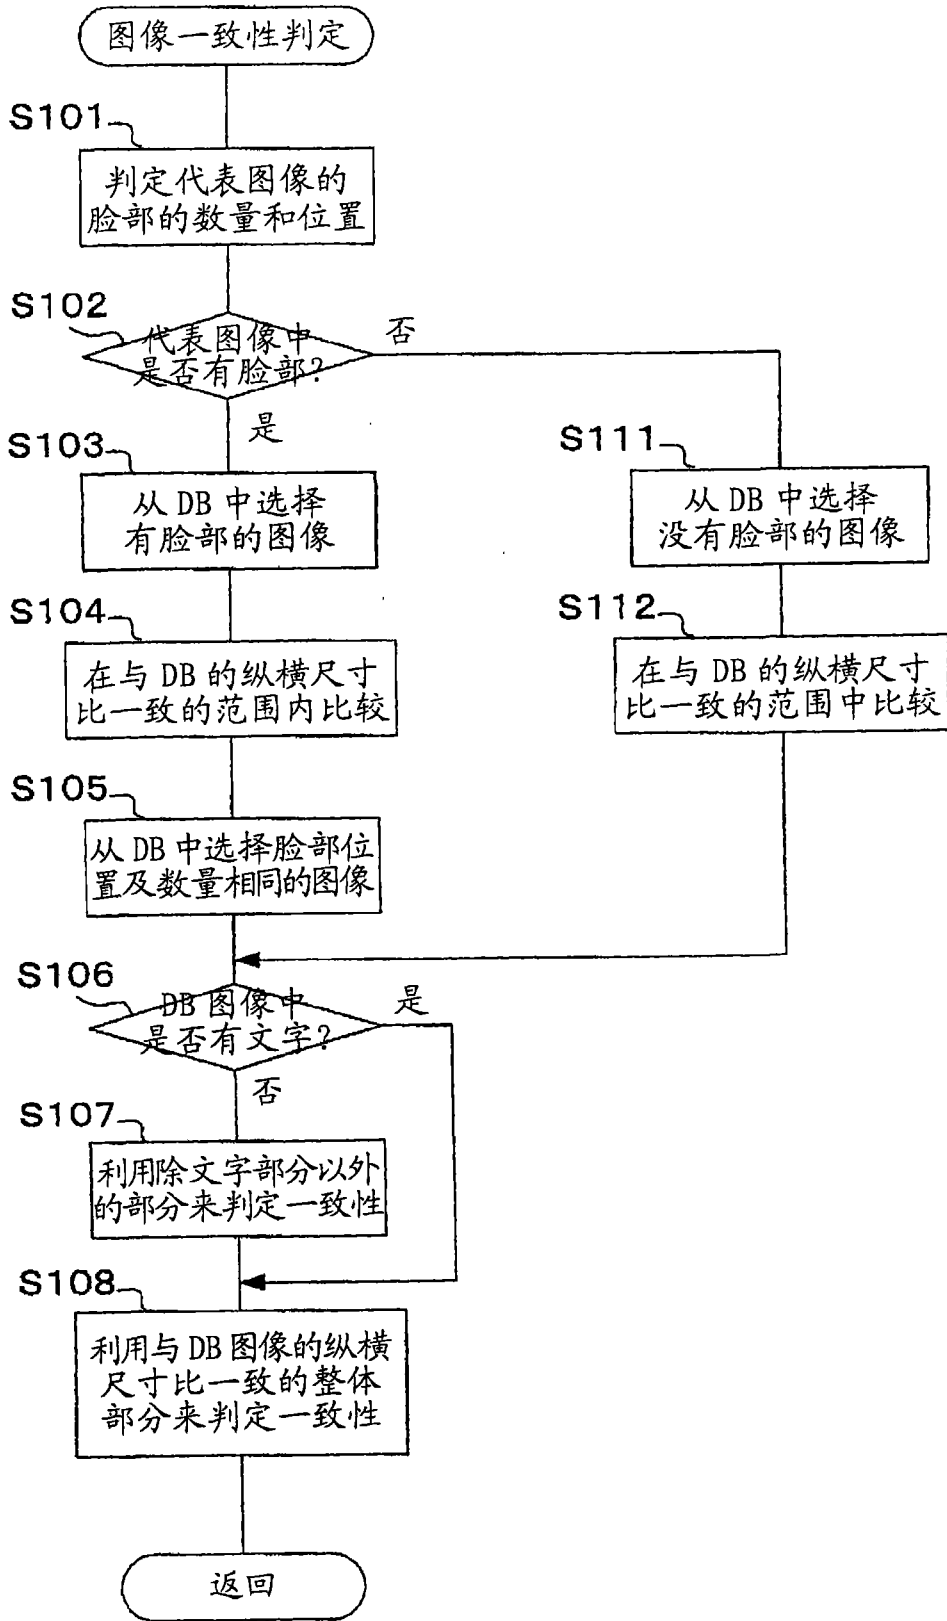 图像一致性判定
S101
判定代表图像的
脸部的数量和位置
S102
代表图像中
是否有脸部?
否
是
S103
从DB中选择
有脸部的图像
S111
从DB中选择
没有脸部的图像
S104
在与DB的纵横尺寸
比一致的范围内比较
S112
在与DB的纵横尺寸
比一致的范围中比较
S105
从DB中选择脸部位
置及数量相同的图像
S106
DB图像中
是否有文字?
是
否
S107
利用除文字部分以外
的部分来判定一致性
S108
利用与DB图像的纵横
尺寸比一致的整体
部分来判定一致性
返回